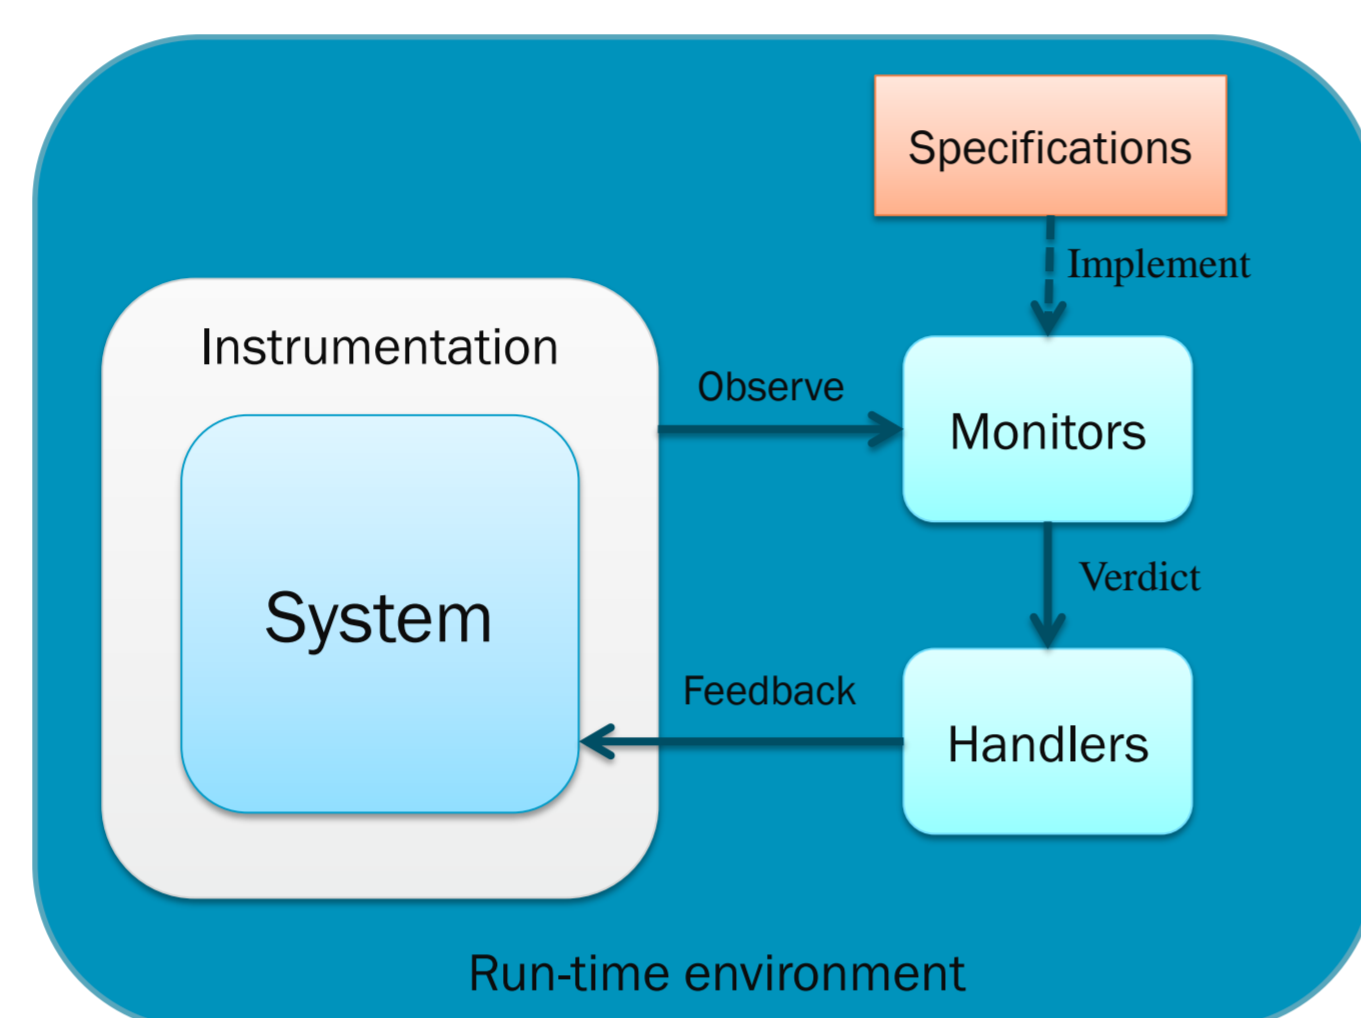 Specifications
Implement
Instrumentation
Observe
Monitors
System
Verdict
Feedback
Handlers
Run-time environment